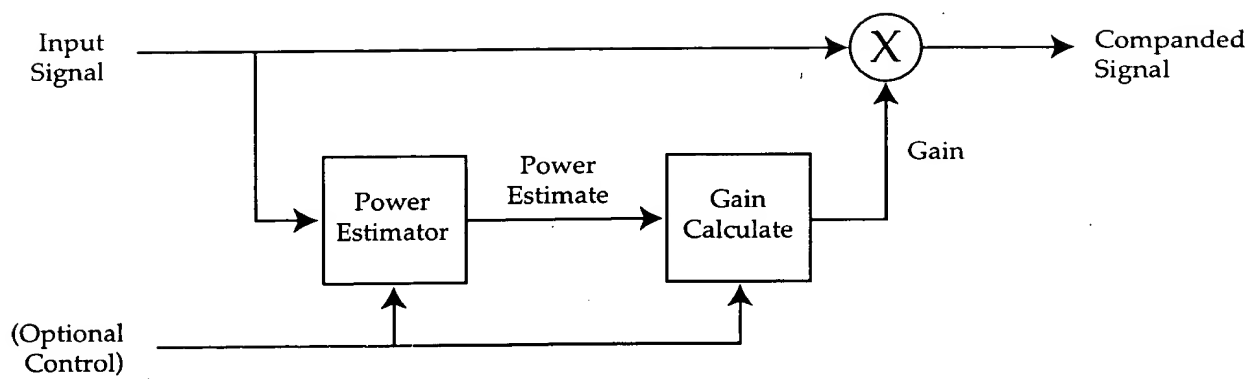 Input
Signal
X
Companded
Signal
Gain
Power
Estimator
Power
Estimate
Gain
Calculate
(Optional
Control)